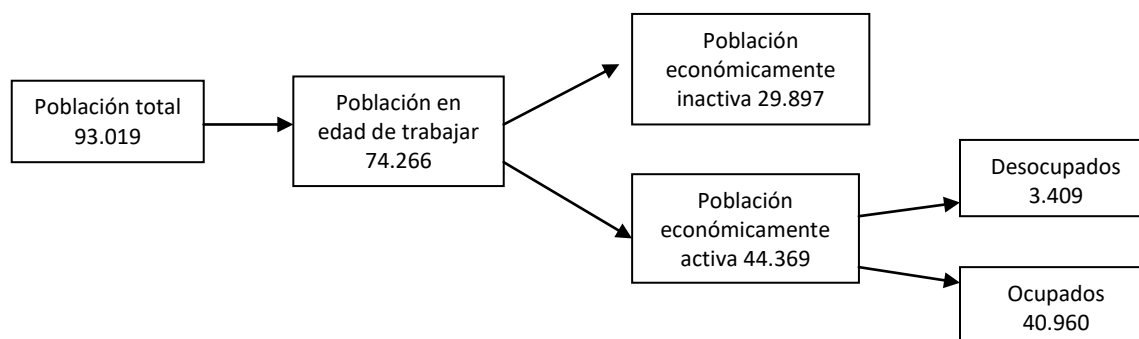 Población total
93.019
Población en
edad de trabajar
74.266
Población
económicamente
inactiva 29.897
Población
económicamente
activa 44.369
Desocupados
3.409
Ocupados
40.960